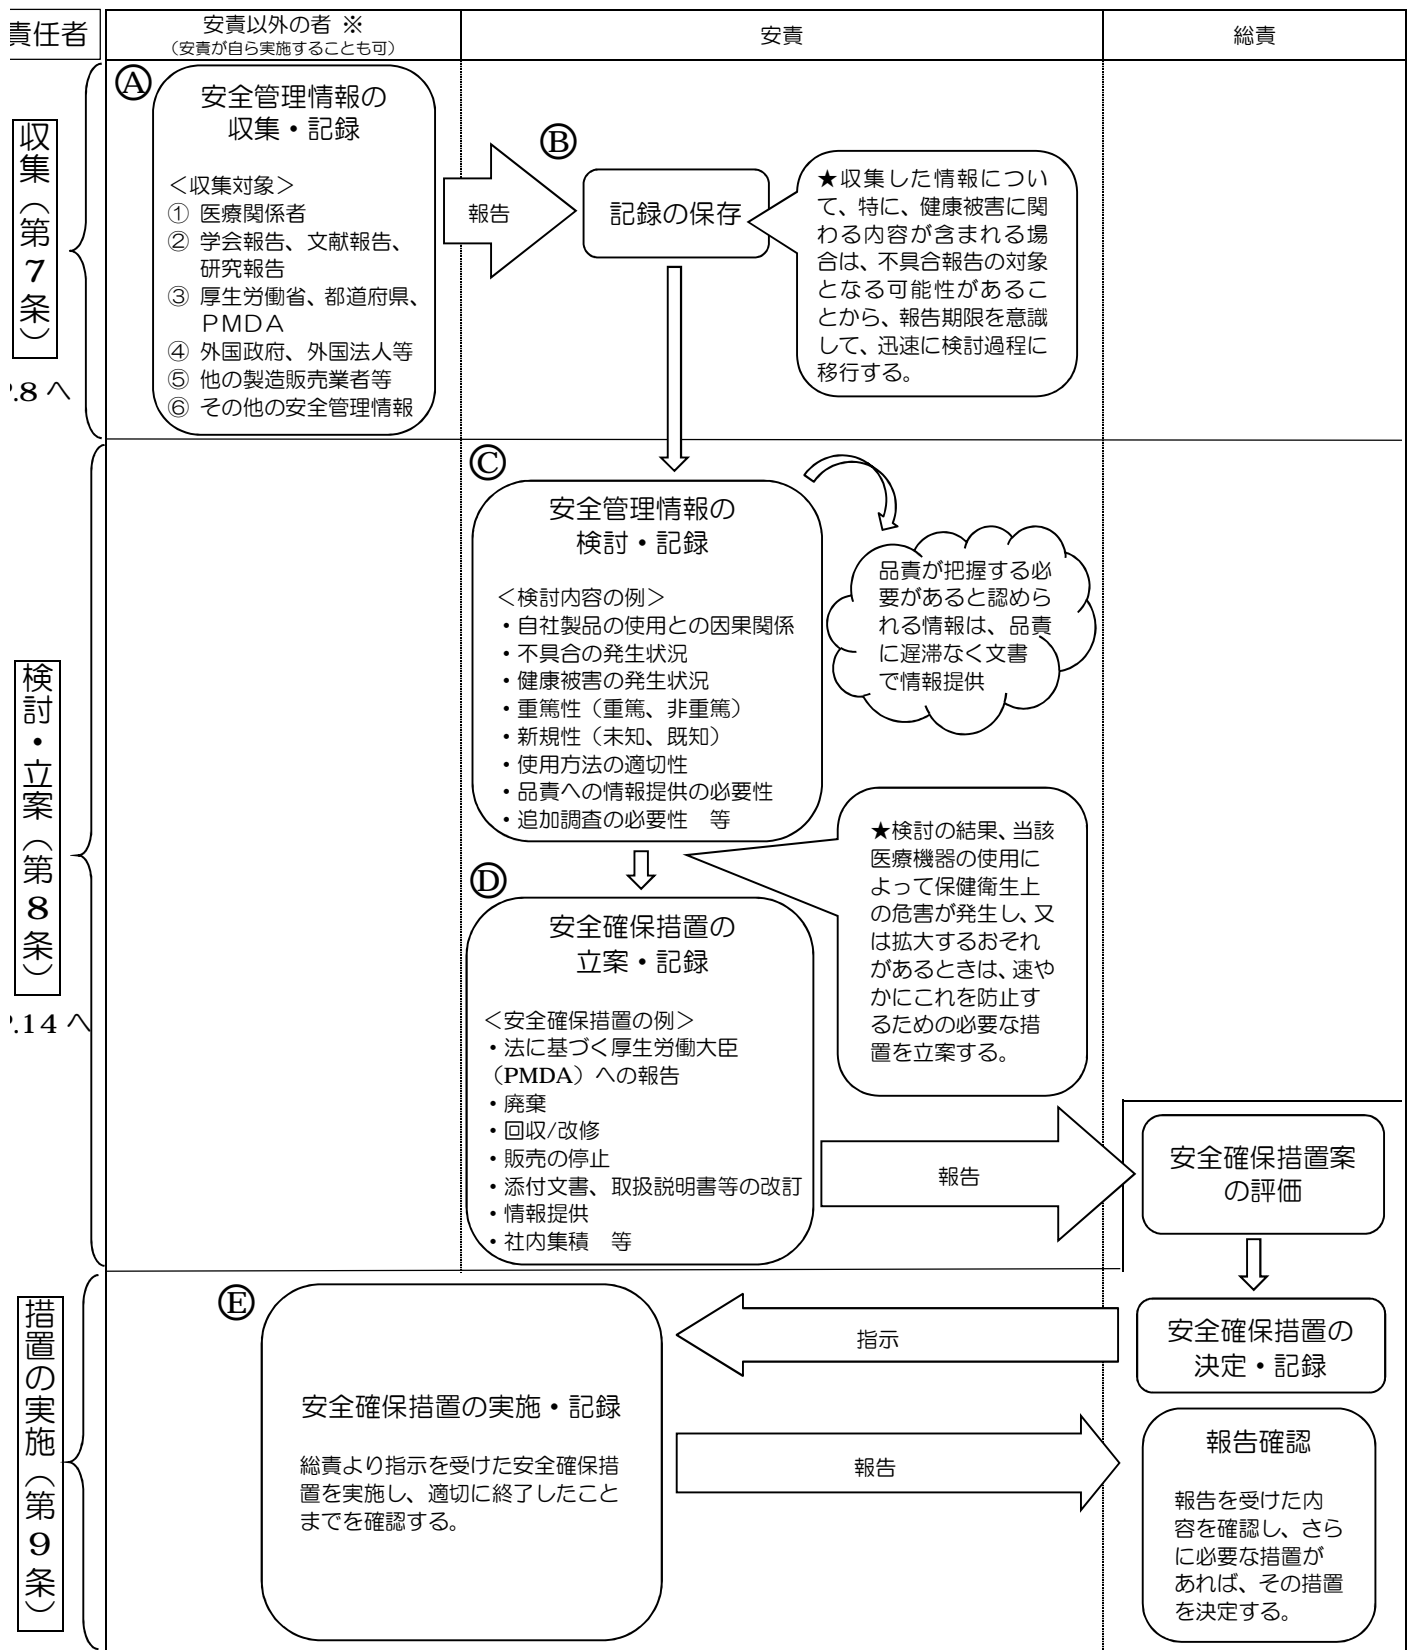 責任者
安責以外の者 ※
（安責が自ら実施することも可）
安責
総責
収集（第7条）
.8 へ
Ⓐ
安全管理情報の
収集・記録
＜収集対象＞
① 医療関係者
② 学会報告、文献報告、
研究報告
③ 厚生労働省、都道府県、
ＰＭＤＡ
④ 外国政府、外国法人等
⑤ 他の製造販売業者等
⑥ その他の安全管理情報
報告
Ⓑ
記録の保存
★収集した情報につい
て、特に、健康被害に関
わる内容が含まれる場
合は、不具合報告の対象
となる可能性があるこ
とから、報告期限を意識
して、迅速に検討過程に
移行する。
検討・立案（第8条）
.14 へ
Ⓒ
安全管理情報の
検討・記録
＜検討内容の例＞
・自社製品の使用との因果関係
・不具合の発生状況
・健康被害の発生状況
・重篤性（重篤、非重篤）
・新規性（未知、既知）
・使用方法の適切性
・品責への情報提供の必要性
・追加調査の必要性　等
品責が把握する必
要があると認めら
れる情報は、品責
に遅滞なく文書
で情報提供
★検討の結果、当該
医療機器の使用に
よって保健衛生上
の危害が発生し、又
は拡大するおそれ
があるときは、速や
かにこれを防止す
るための必要な措
置を立案する。
Ⓓ
安全確保措置の
立案・記録
＜安全確保措置の例＞
・法に基づく厚生労働大臣
（PMDA）への報告
・廃棄
・回収/改修
・販売の停止
・添付文書、取扱説明書等の改訂
・情報提供
・社内集積　等
報告
安全確保措置案
の評価
措置の実施（第9条）
Ⓔ
安全確保措置の実施・記録
総責より指示を受けた安全確保措
置を実施し、適切に終了したこと
までを確認する。
指示
安全確保措置の
決定・記録
報告
報告確認
報告を受けた内
容を確認し、さら
に必要な措置が
あれば、その措置
を決定する。